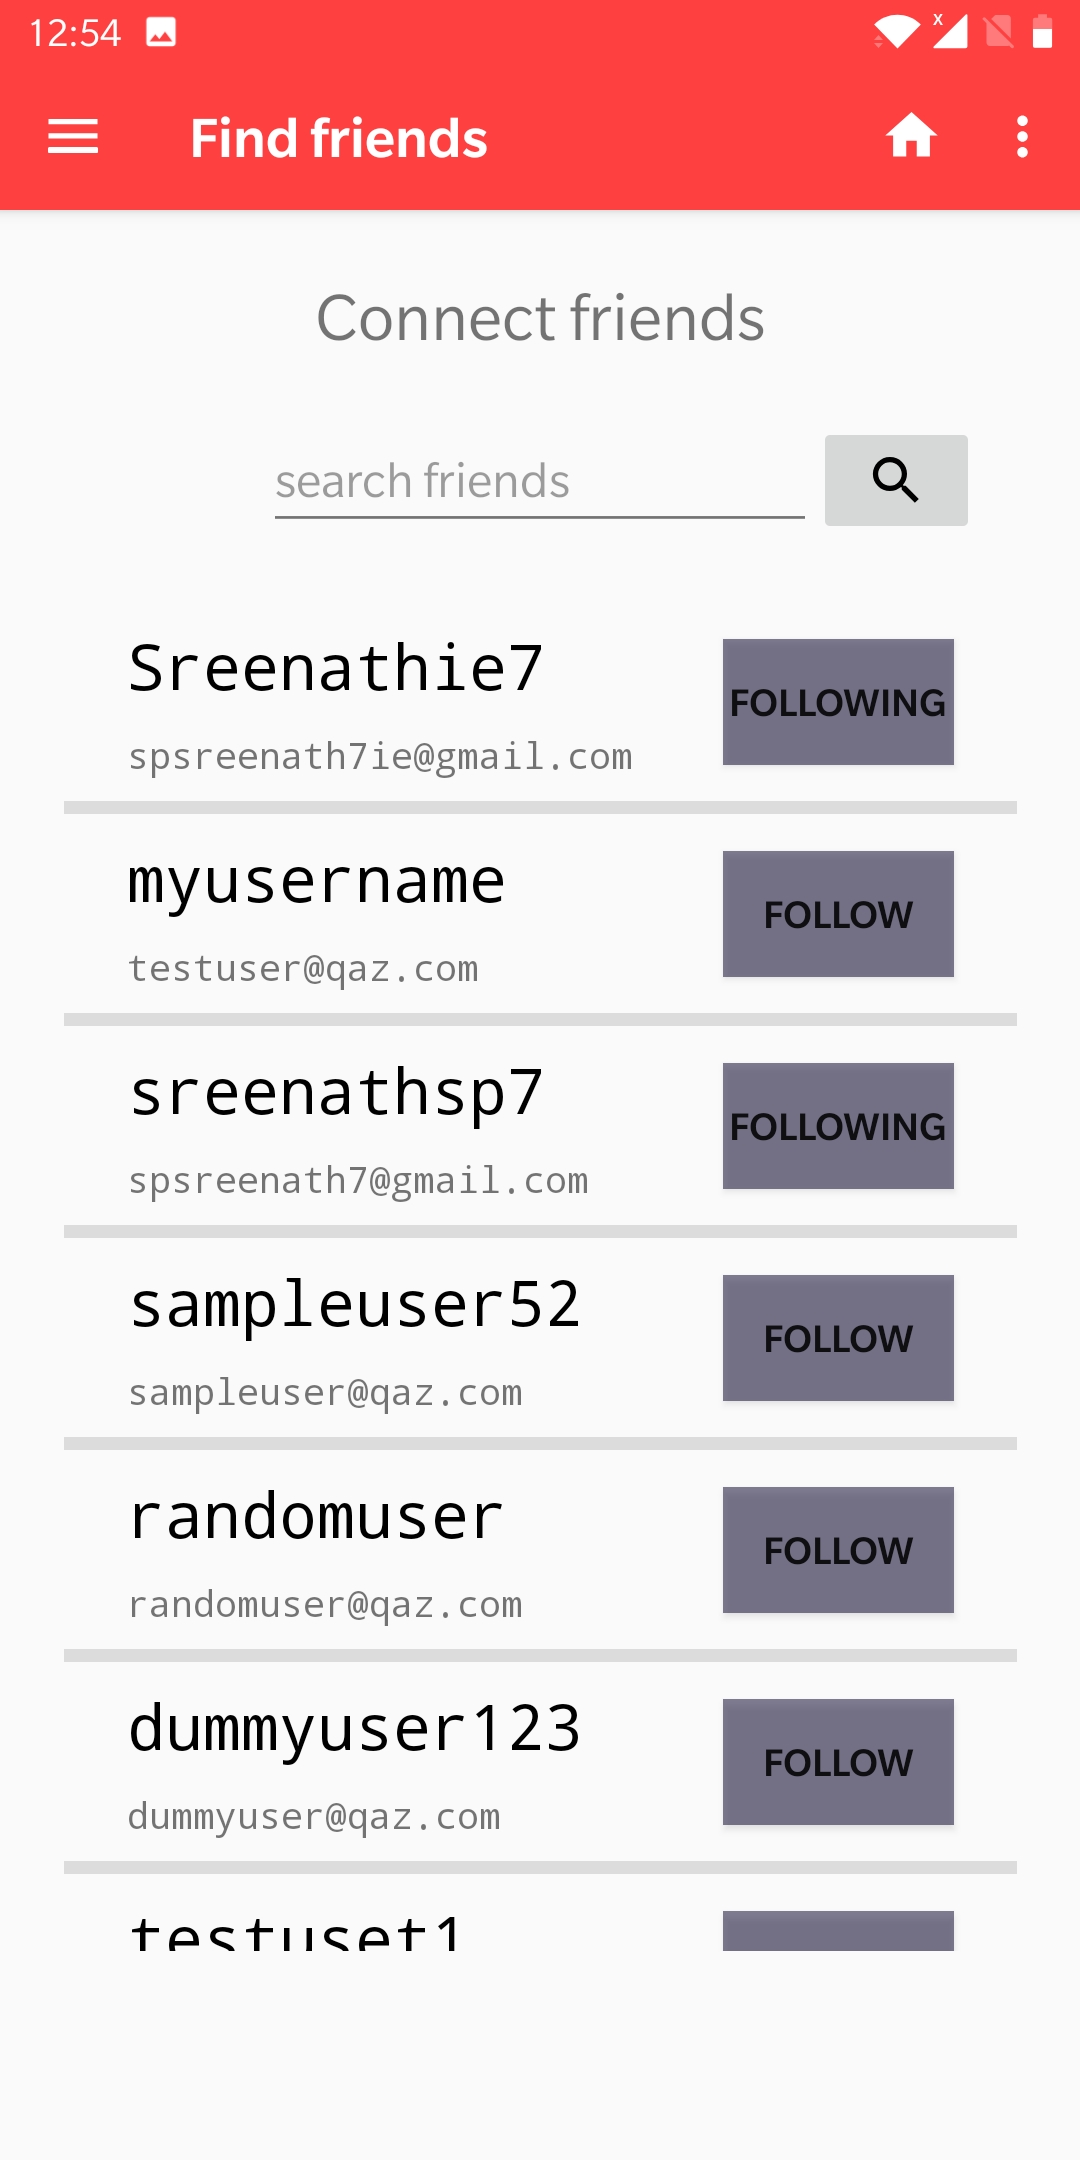 12:54
Find friends
Connect friends
search friends
Sreenathie7
FOLLOWING
spsreenath7ie@gmail.com
myusername
FOLLOW
testuser@qaz.com
sreenathsp7
FOLLOWING
spsreenath7@gmail.com
sampleuser52
FOLLOW
sampleuser@qaz.com
randomuser
FOLLOW
randomuser@qaz.com
dummyuser123
FOLLOW
dummyuser@qaz.com
testuset1